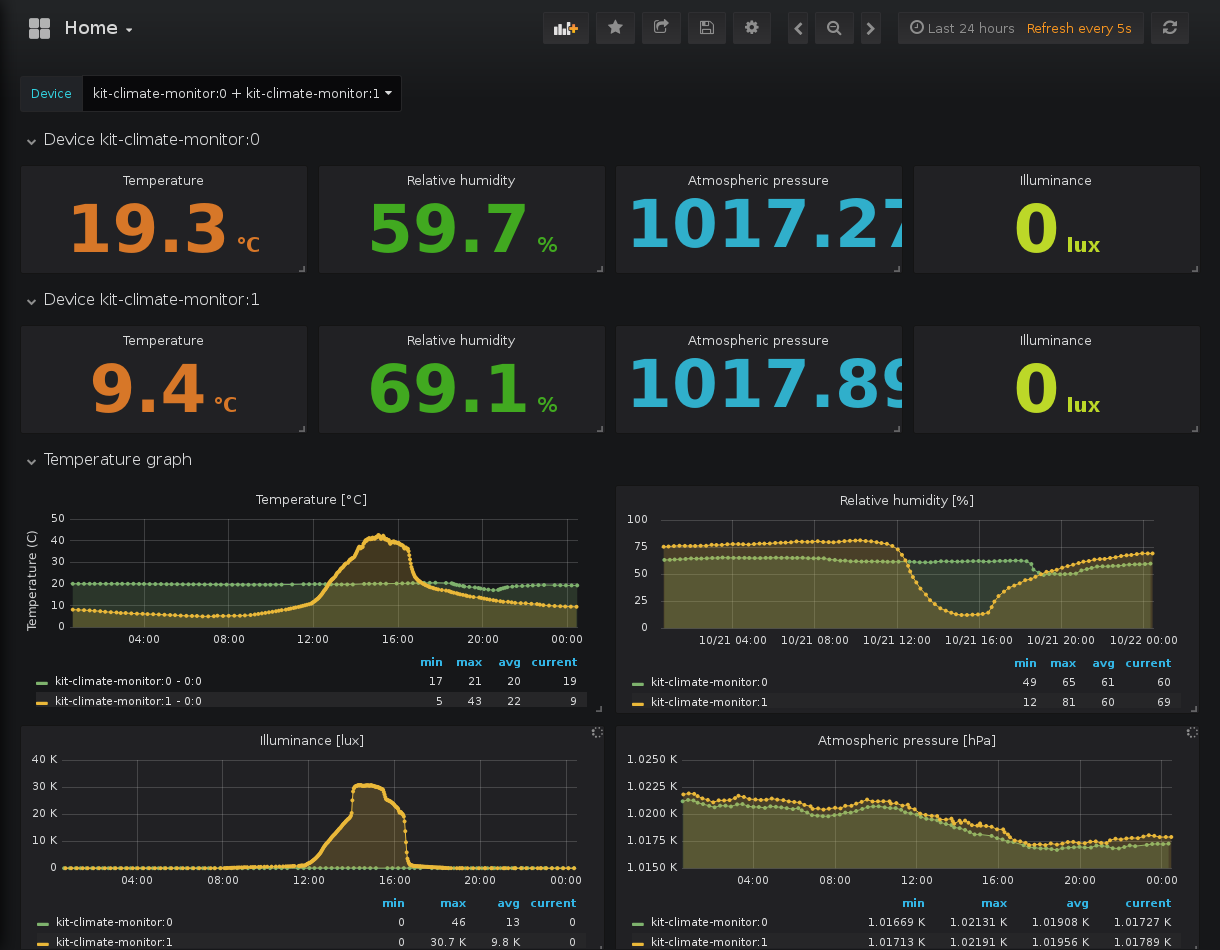 Home
Last 24 hours Refresh every 5s
Device kit-climate-monitor:0 + kit-climate-monitor:1
Device kit-climate-monitor:0
Temperature Relative humidity Atmospheric pressure Illuminance
19.3 °C 59.7 % 1017.27 0 lux
Device kit-climate-monitor:1
Temperature Relative humidity Atmospheric pressure Illuminance
9.4 °C 69.1 % 1017.89 0 lux
Temperature graph
Temperature [°C]
Temperature (C)
50
40
30
20
10
0
04:00 08:00 12:00 16:00 20:00 00:00
min max avg current
kit-climate-monitor:0 - 0:0 17 21 20 19
kit-climate-monitor:1 - 0:0 5 43 22 9
Relative humidity [%]
100
75
50
25
0
10/21 04:00 10/21 08:00 10/21 12:00 10/21 16:00 10/21 20:00 10/22 00:00
min max avg current
kit-climate-monitor:0 49 65 61 60
kit-climate-monitor:1 12 81 60 69
Illuminance [lux]
40 K
30 K
20 K
10 K
0
04:00 08:00 12:00 16:00 20:00 00:00
min max avg current
kit-climate-monitor:0 0 46 13 0
kit-climate-monitor:1 0 30.7 K 9.8 K 0
Atmospheric pressure [hPa]
1.0250 K
1.0225 K
1.0200 K
1.0175 K
1.0150 K
04:00 08:00 12:00 16:00 20:00 00:00
min max avg current
kit-climate-monitor:0 1.01669 K 1.02131 K 1.01908 K 1.01727 K
kit-climate-monitor:1 1.01713 K 1.02191 K 1.01956 K 1.01789 K